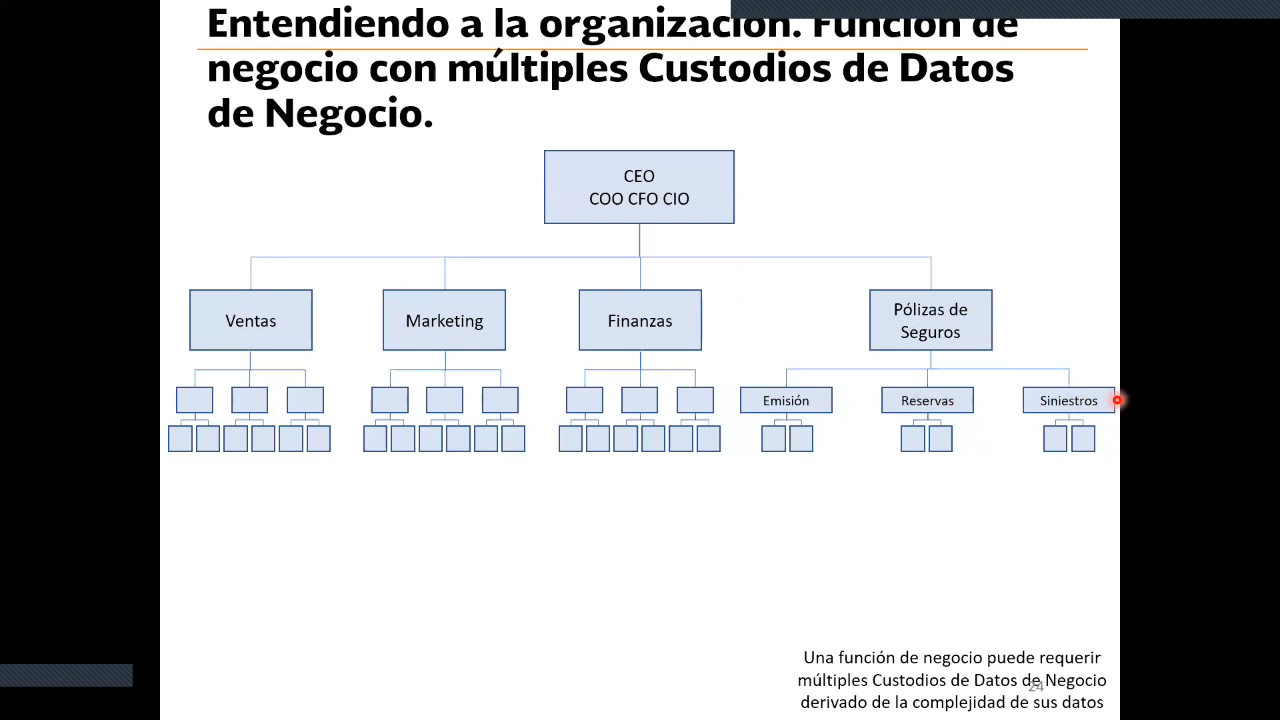 Entendiendo a la organización. Función de
negocio con múltiples Custodios de Datos
de Negocio.
CEO
COO CFO CIO
Ventas
Marketing
Finanzas
Pólizas de
Seguros
Emisión
Reservas
Siniestros
Una función de negocio puede requerir
múltiples Custodios de Datos de Negocio
derivado de la complejidad de sus datos
24